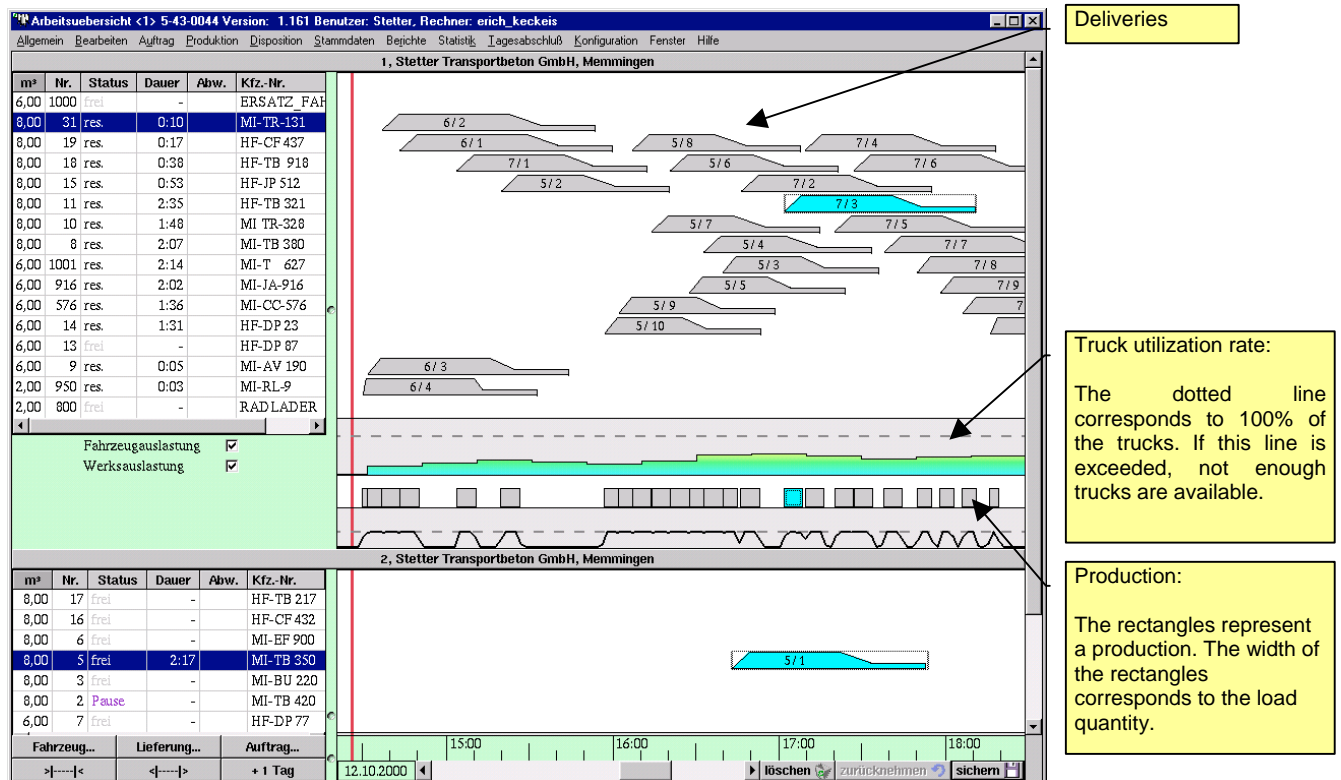 Arbeitsuebersicht <1> 5-43-0044 Version: 1.161 Benutzer: Stetter, Rechner: erich_keckeis
Allgemein Bearbeiten Auftrag Produktion Disposition Stammdaten Berichte Statistik Tagesabschluß Konfiguration Fenster Hilfe
1, Stetter Transportbeton GmbH, Memmingen
m³ Nr. Status Dauer Abw. Kfz.-Nr.
6,00 1000 frei - ERSATZ_FAH
8,00 31 res. 0:10 MI-TR-131
8,00 19 res. 0:17 HF-CF 437
8,00 18 res. 0:38 HF-TB 918
8,00 15 res. 0:53 HF-JP 512
8,00 11 res. 2:35 HF-TB 321
8,00 10 res. 1:48 MI TR-328
8,00 8 res. 2:07 MI-TB 380
6,00 1001 res. 2:14 MI-T 627
6,00 916 res. 2:02 MI-JA-916
6,00 576 res. 1:36 MI-CC-576
6,00 14 res. 1:31 HF-DP 23
6,00 13 frei - HF-DP 87
6,00 9 res. 0:05 MI-AV 190
2,00 950 res. 0:03 MI-RL-9
2,00 800 frei - RADLADER
6 / 2
6 / 1 5 / 8 7 / 4
7 / 1 5 / 6 7 / 6
5 / 2 7 / 2
7 / 3
5 / 7 7 / 5
5 / 4 7 / 7
5 / 3 7 / 8
5 / 5 7 / 9
5 / 9 7
5 / 10
6 / 3
6 / 4
Fahrzeugauslastung
Werksauslastung
2, Stetter Transportbeton GmbH, Memmingen
m³ Nr. Status Dauer Abw. Kfz.-Nr.
8,00 17 frei - HF-TB 217
8,00 16 frei - HF-CF 432
8,00 6 frei - MI-EF 900
8,00 5 frei 2:17 MI-TB 350
8,00 3 frei - MI-BU 220
8,00 2 Pause - MI-TB 420
6,00 7 frei - HF-DP 77
5 / 1
Fahrzeug... Lieferung... Auftrag...
>|-----|< <|-----|> + 1 Tag
15:00 16:00 17:00 18:00
12.10.2000 löschen zurücknehmen sichern
Deliveries
Truck utilization rate:
The dotted line
corresponds to 100% of
the trucks. If this line is
exceeded, not enough
trucks are available.
Production:
The rectangles represent
a production. The width of
the rectangles
corresponds to the load
quantity.